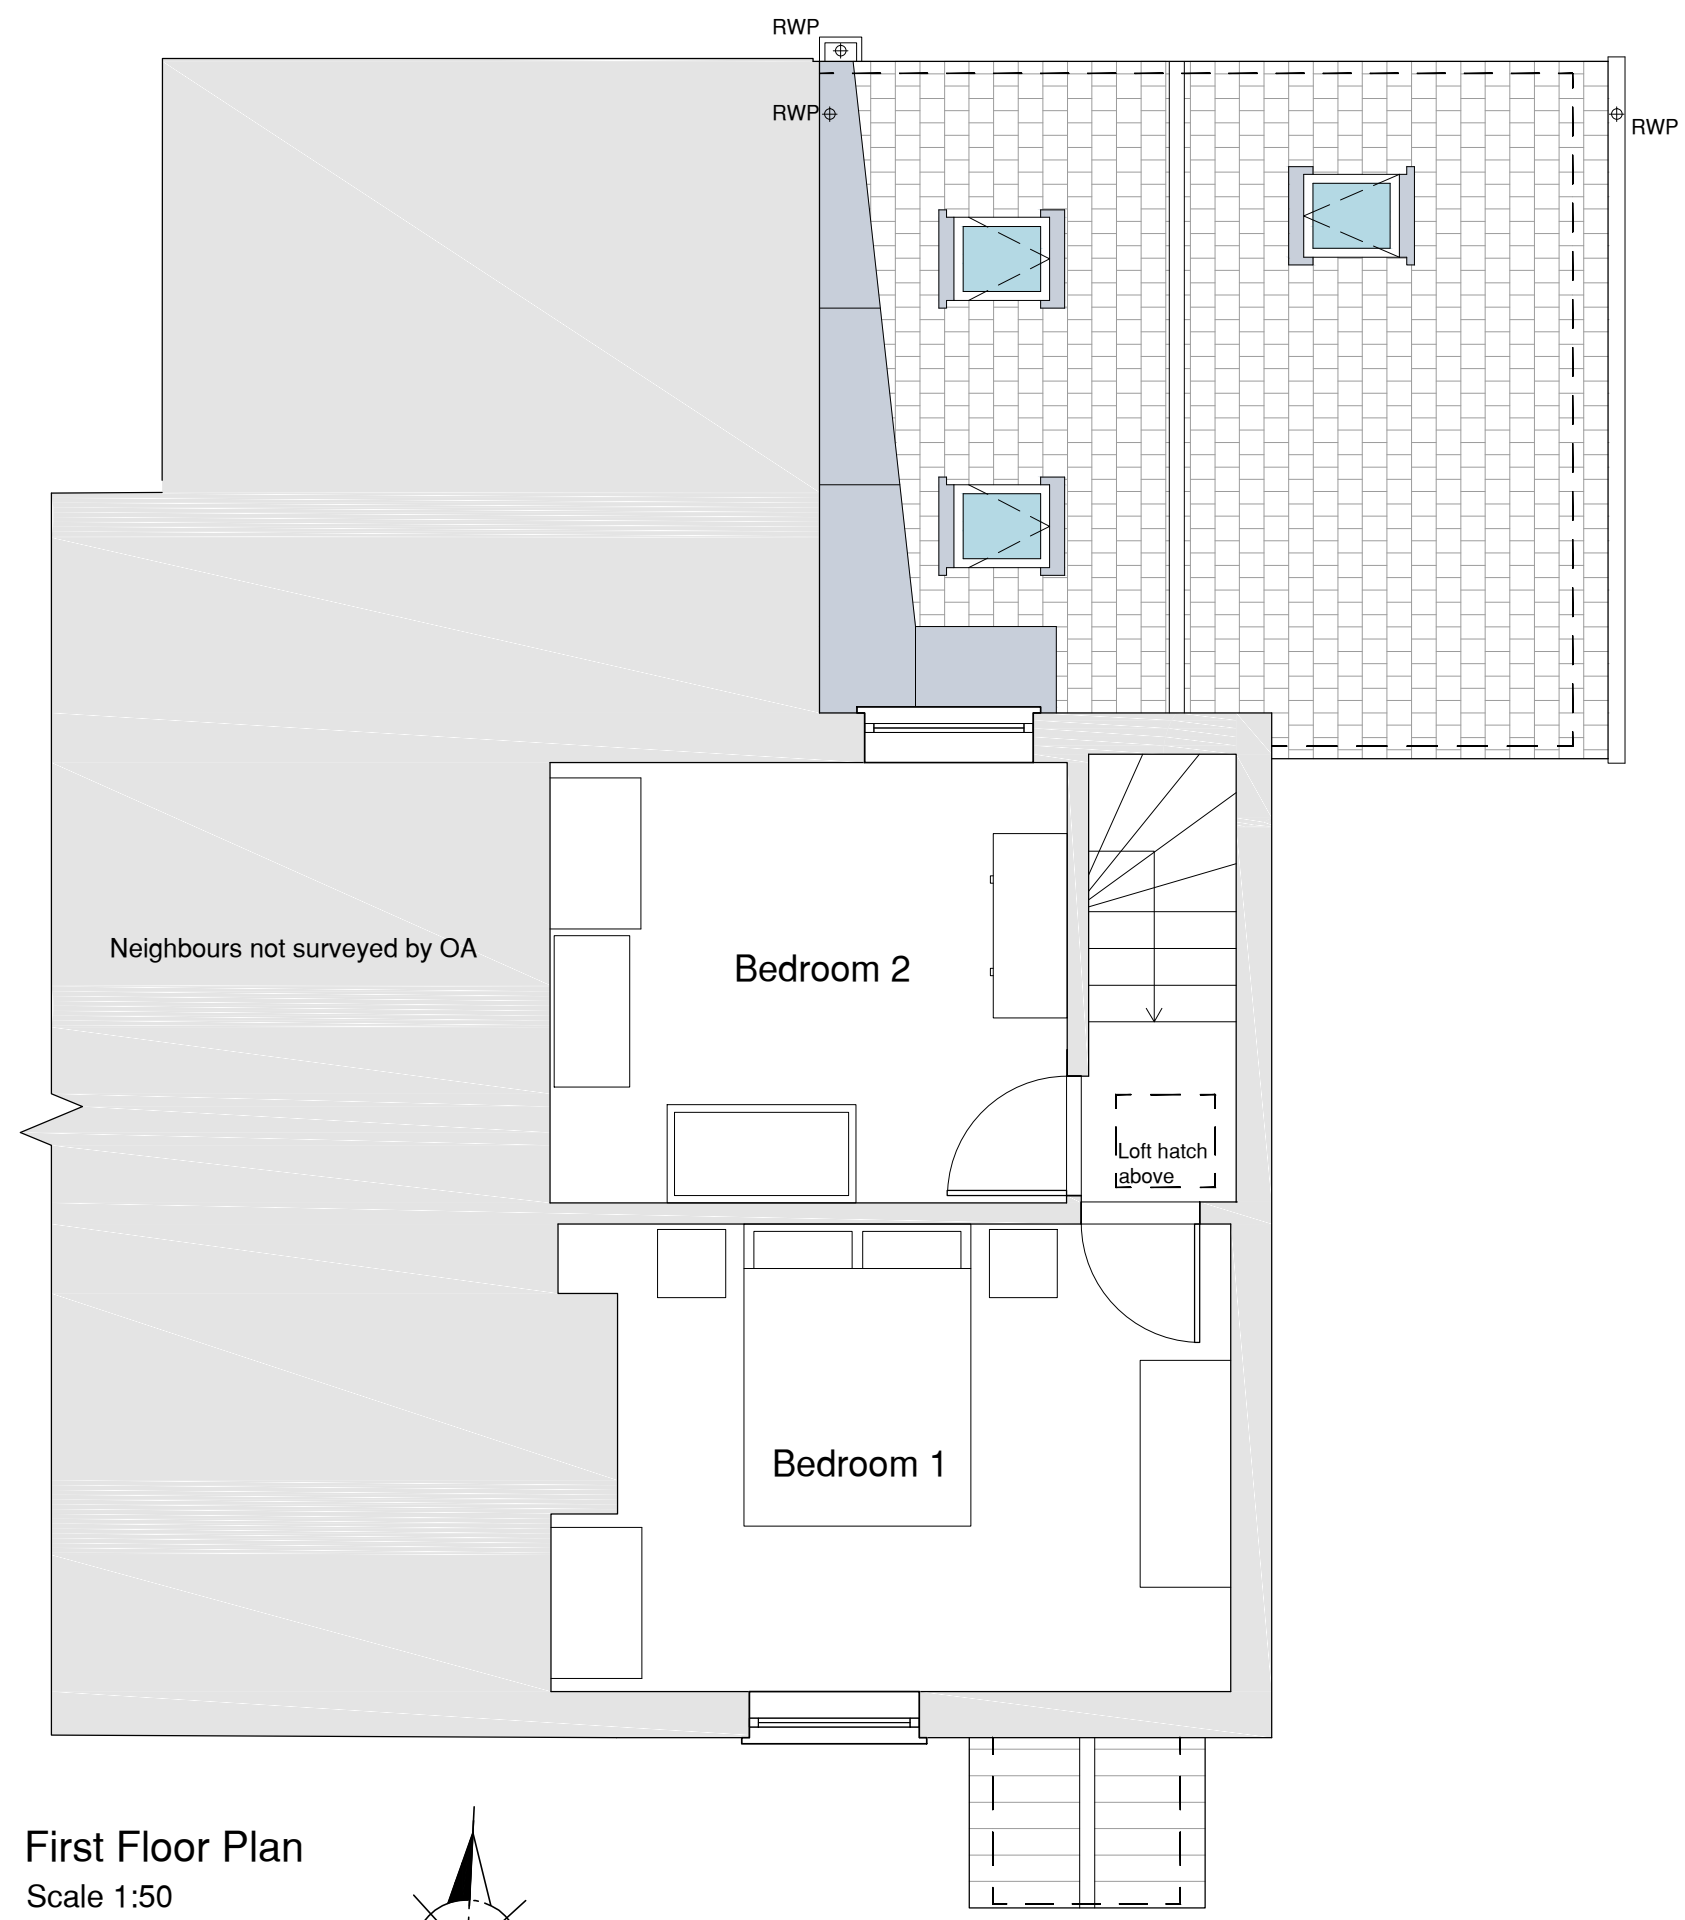 RWP
RWP
RWP
Neighbours not surveyed by OA
Bedroom 2
Loft hatch
above
Bedroom 1
First Floor Plan
Scale 1:50